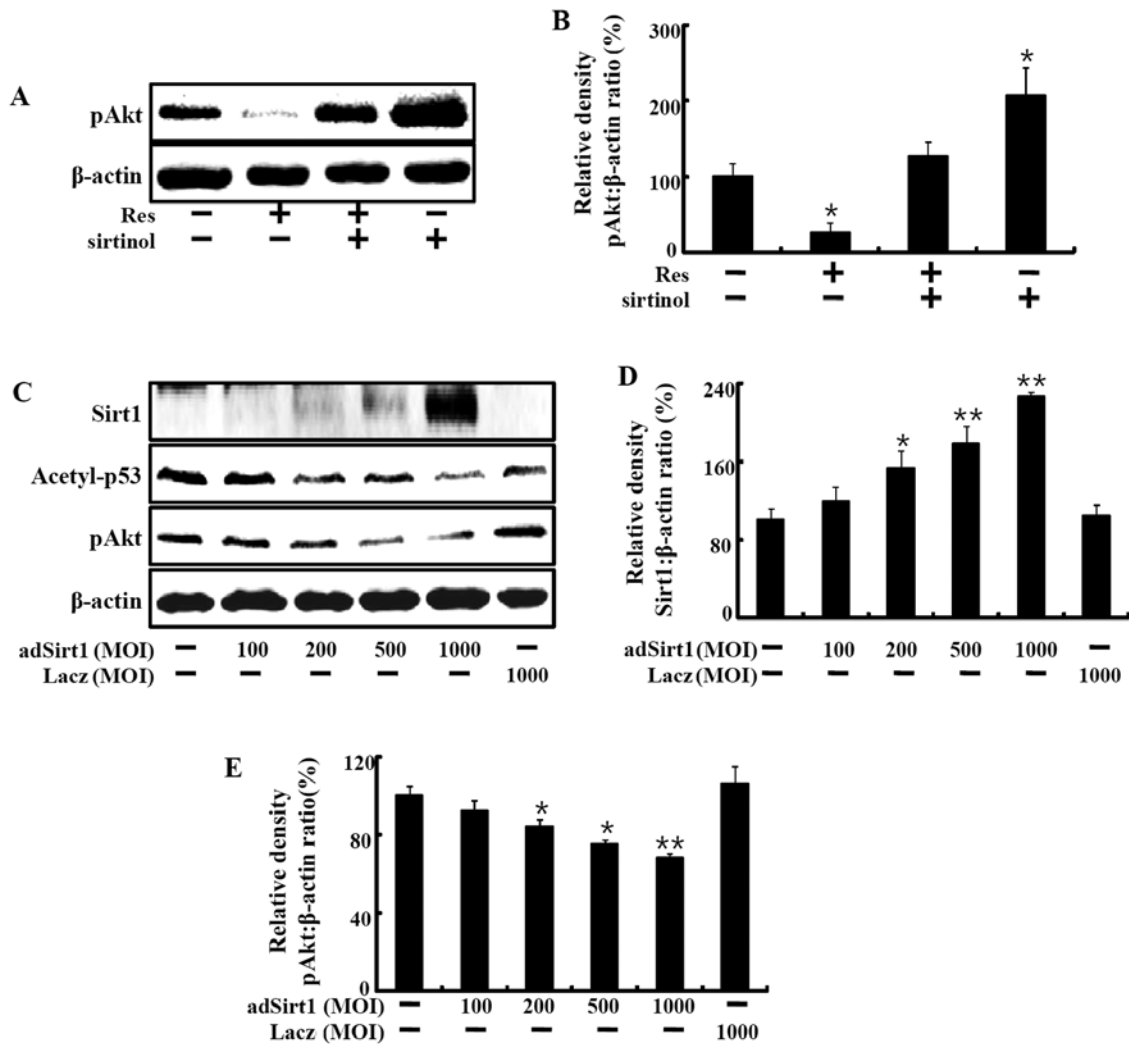 A
pAkt
β-actin
Res − + + −
sirtinol − − + +
B
Relative density
pAkt:β-actin ratio (%)
300
200
100
0
* *
Res − + + −
sirtinol − − + +
C
Sirt1
Acetyl-p53
pAkt
β-actin
adSirt1 (MOI) − 100 200 500 1000 −
Lacz (MOI) − − − − − 1000
D
Relative density
Sirt1:β-actin ratio (%)
240
160
80
0
* ** **
adSirt1 (MOI) − 100 200 500 1000 −
Lacz (MOI) − − − − − 1000
E
Relative density
pAkt:β-actin ratio(%)
120
80
40
0
* * **
adSirt1 (MOI) − 100 200 500 1000 −
Lacz (MOI) − − − − − 1000